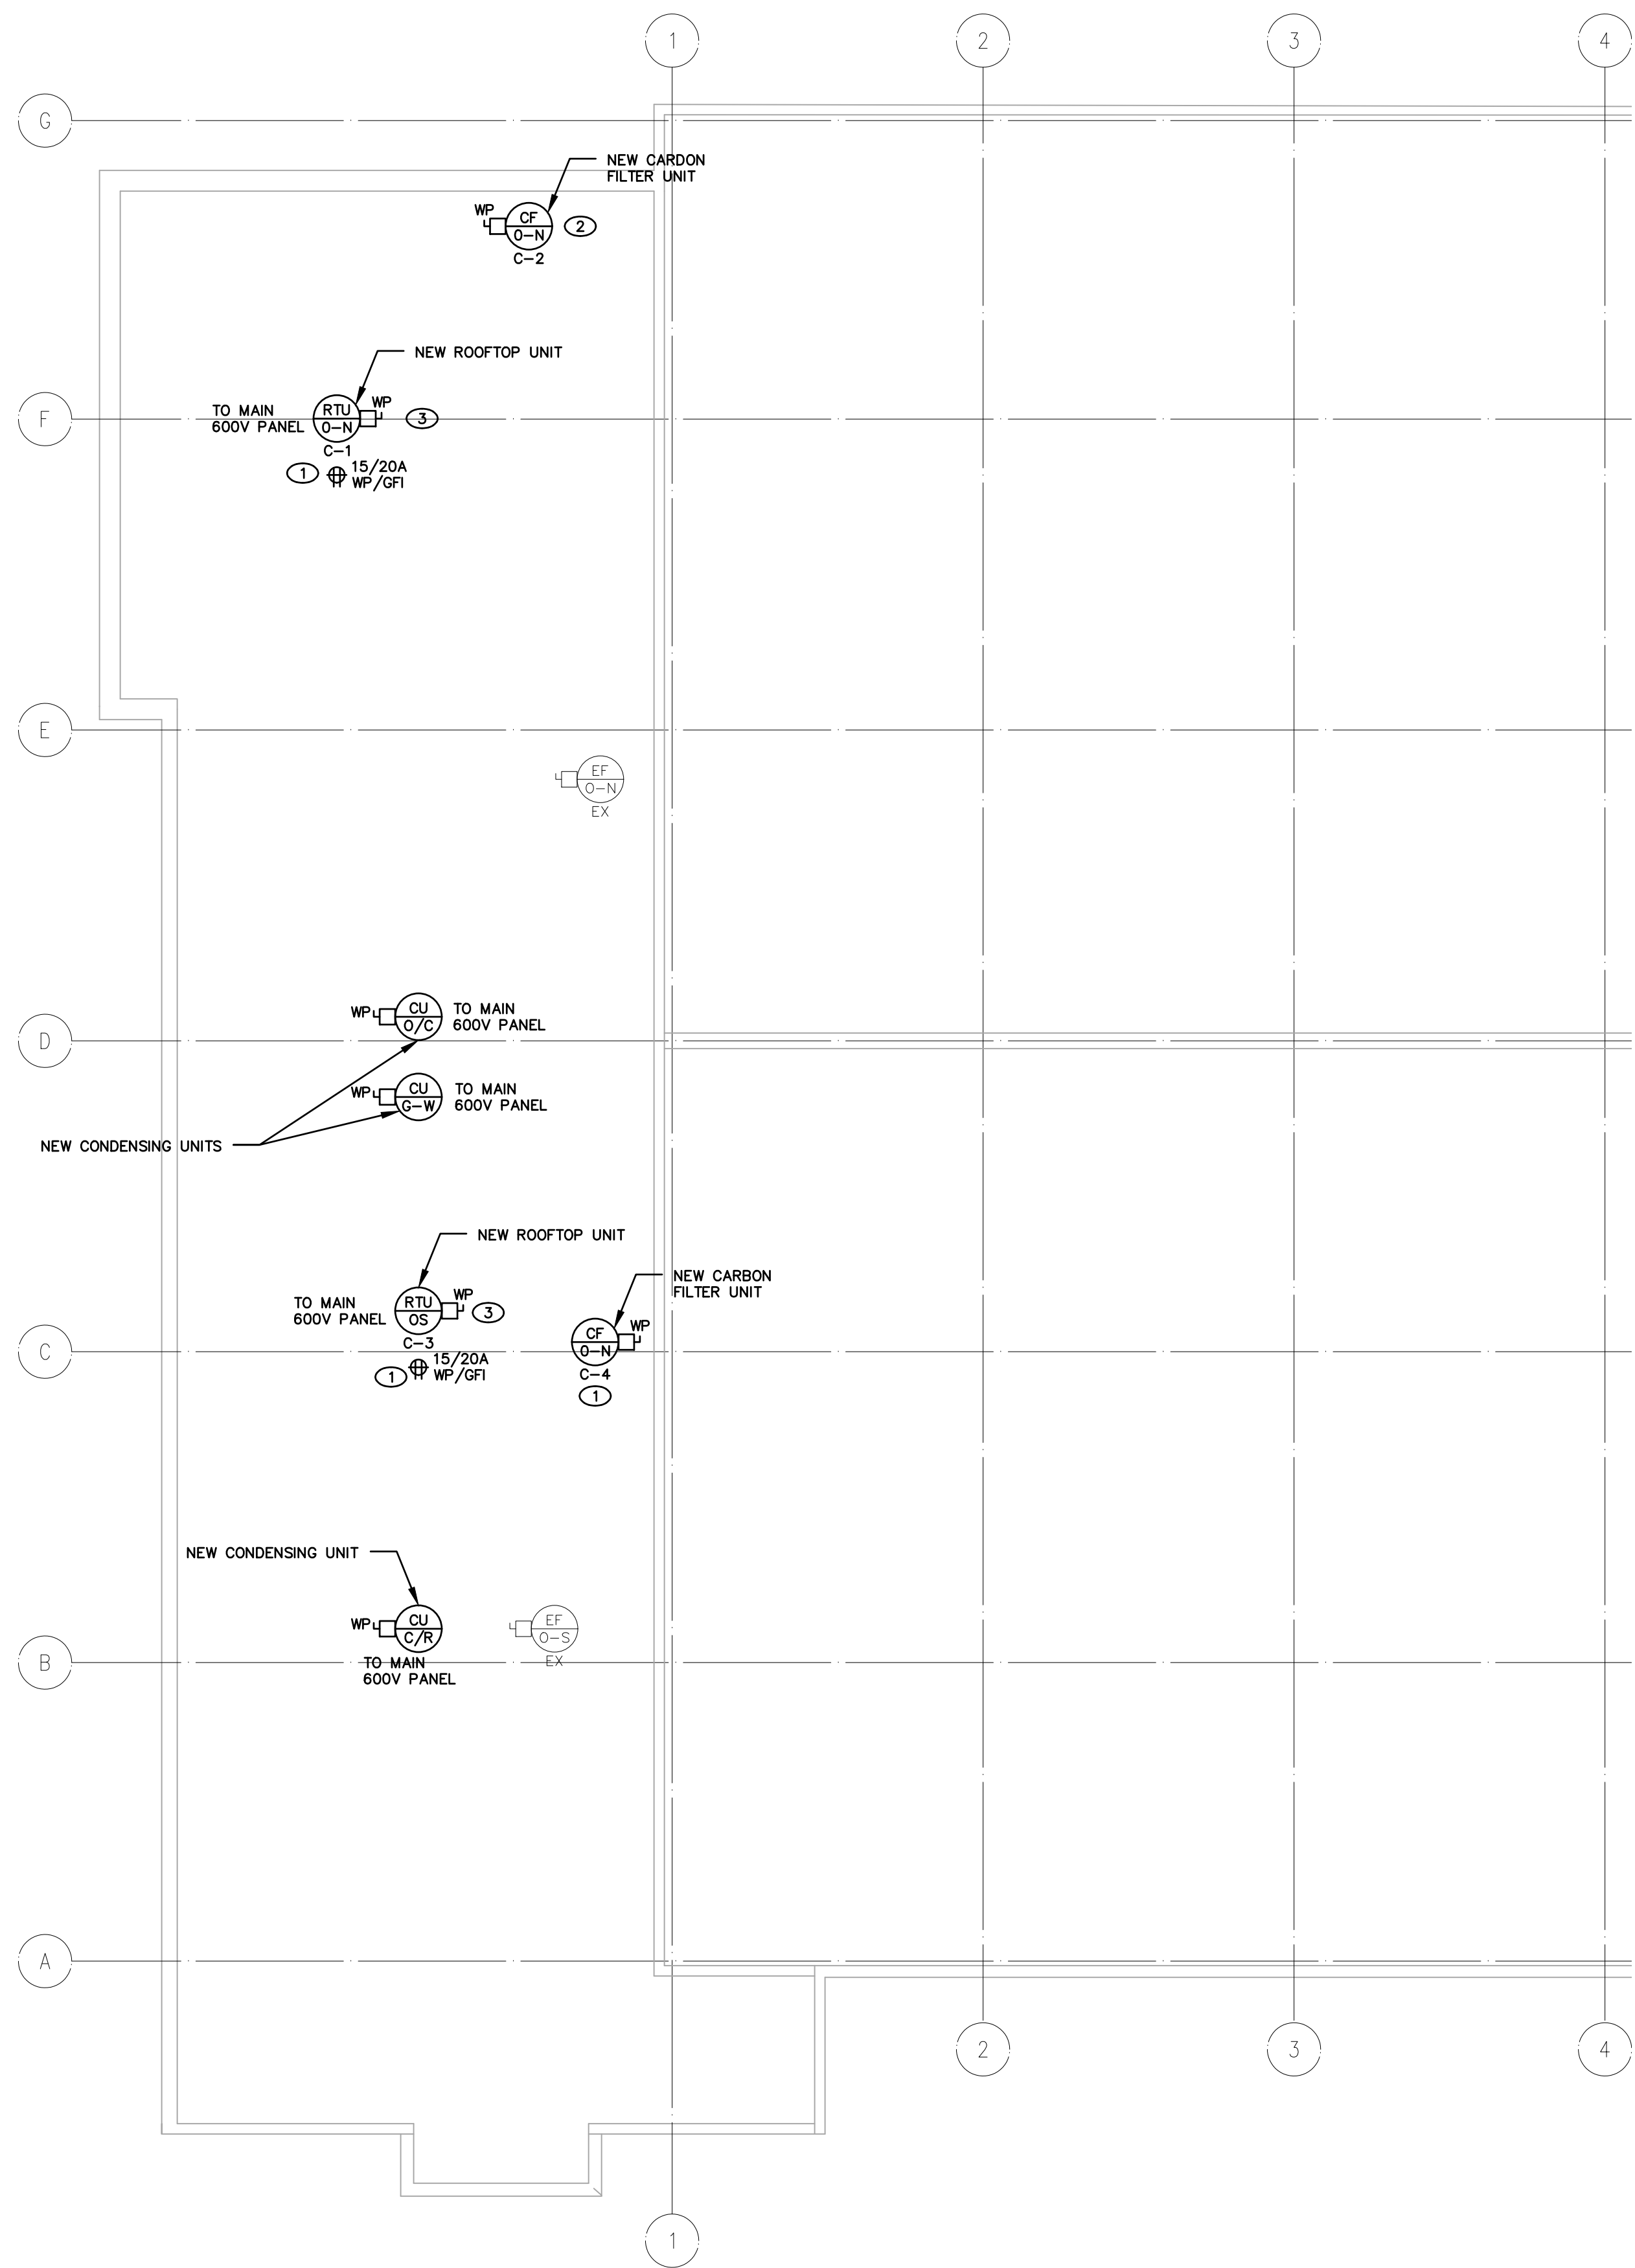 1
2
3
4
G
NEW CARDON
FILTER UNIT
WP
CF
O-N
C-2
2
NEW ROOFTOP UNIT
F
TO MAIN
600V PANEL
RTU
O-N
WP
3
C-1
1
15/20A
WP/GFI
E
EF
O-N
EX
WP
CU
O/C
TO MAIN
600V PANEL
D
WP
CU
G-W
TO MAIN
600V PANEL
NEW CONDENSING UNITS
NEW ROOFTOP UNIT
NEW CARBON
FILTER UNIT
TO MAIN
600V PANEL
RTU
OS
WP
3
C-3
CF
O-N
WP
C
1
15/20A
WP/GFI
C-4
1
NEW CONDENSING UNIT
WP
CU
C/R
EF
O-S
EX
B
TO MAIN
600V PANEL
A
2
3
4
1